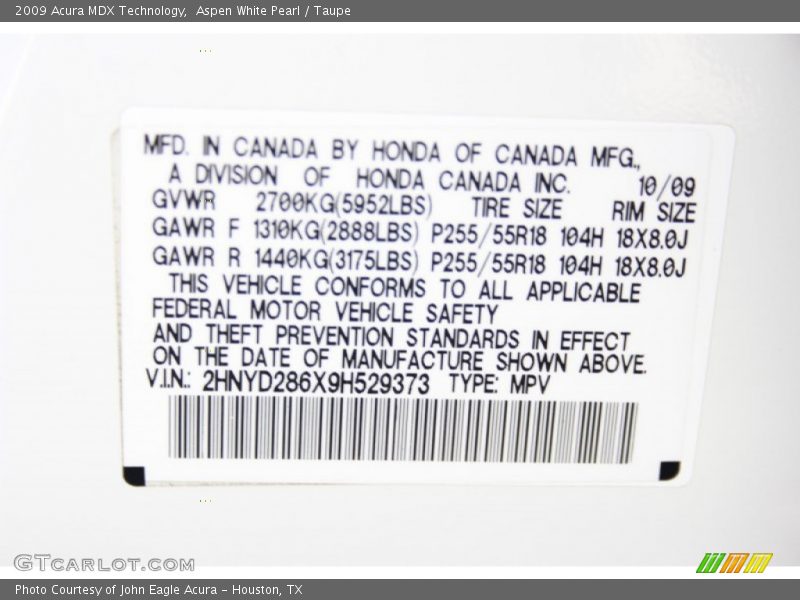 2009 Acura MDX Technology,  Aspen White Pearl / Taupe
MFD. IN CANADA BY HONDA OF CANADA MFG.,
A DIVISION OF HONDA CANADA INC. 10/09
GVWR 2700KG(5952LBS) TIRE SIZE RIM SIZE
GAWR F 1310KG(2888LBS) P255/55R18 104H 18X8.0J
GAWR R 1440KG(3175LBS) P255/55R18 104H 18X8.0J
THIS VEHICLE CONFORMS TO ALL APPLICABLE
FEDERAL MOTOR VEHICLE SAFETY
AND THEFT PREVENTION STANDARDS IN EFFECT
ON THE DATE OF MANUFACTURE SHOWN ABOVE.
V.I.N.: 2HNYD286X9H529373 TYPE: MPV
GTCARLOT.COM
Photo Courtesy of John Eagle Acura - Houston, TX